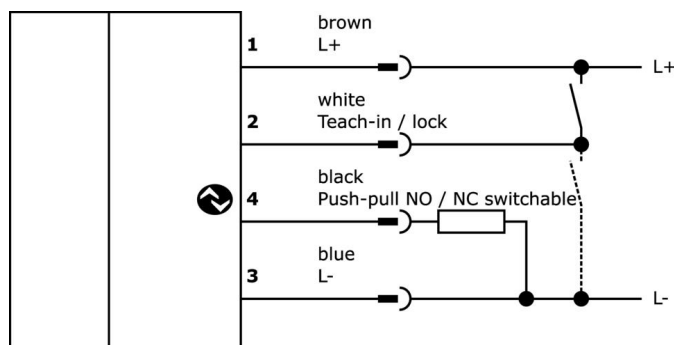 brown
1 L+
L+
white
2 Teach-in / lock
black
4 Push-pull NO / NC switchable
blue
3 L-
L-